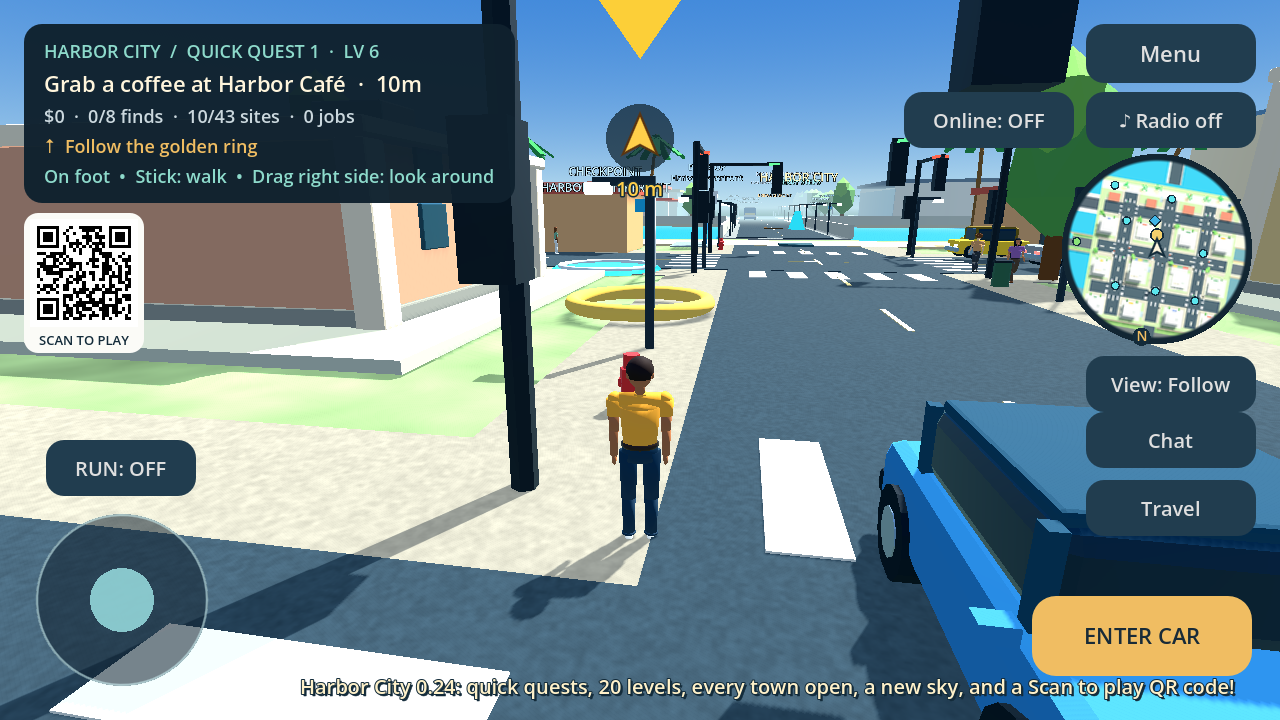 HARBOR CITY / QUICK QUEST 1 · LV 6
Grab a coffee at Harbor Café · 10m
$0 · 0/8 finds · 10/43 sites · 0 jobs
↑ Follow the golden ring
On foot • Stick: walk • Drag right side: look around
SCAN TO PLAY
Menu
Online: OFF
♪ Radio off
CHECKPOINT
10 m
N
View: Follow
Chat
Travel
RUN: OFF
ENTER CAR
Harbor City 0.24: quick quests, 20 levels, every town open, a new sky, and a Scan to play QR code!